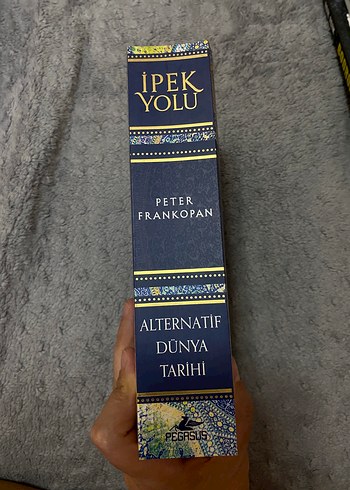 İPEK
YOLU
PETER
FRANKOPAN
ALTERNATİF
DÜNYA
TARİHİ
PEGASUS